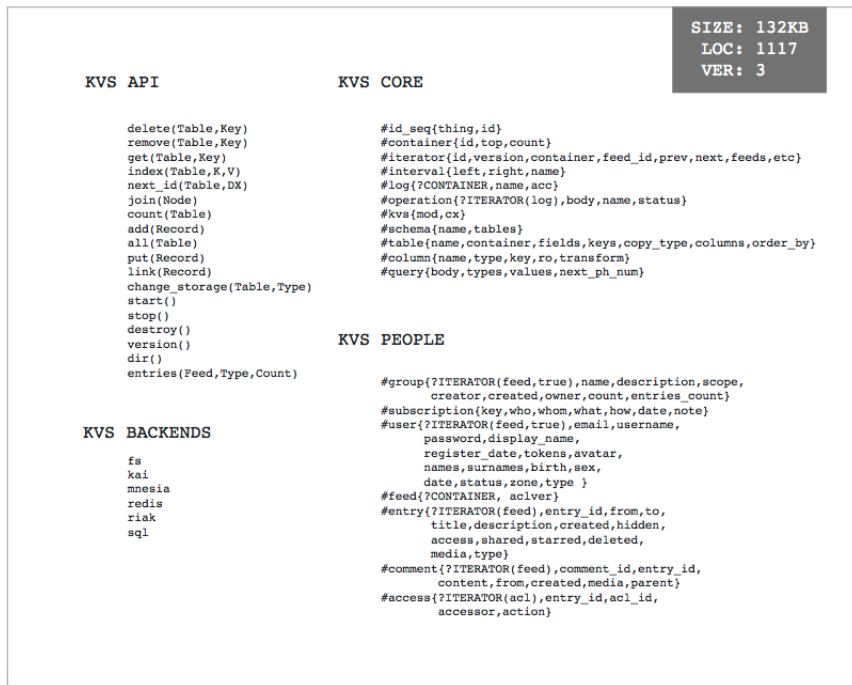 SIZE: 132KB
LOC: 1117
VER: 3
KVS API
delete(Table,Key)
remove(Table,Key)
get(Table,Key)
index(Table,K,V)
next_id(Table,DX)
join(Node)
count(Table)
add(Record)
all(Table)
put(Record)
link(Record)
change_storage(Table,Type)
start()
stop()
destroy()
version()
dir()
entries(Feed,Type,Count)
KVS BACKENDS
fs
kai
mnesia
redis
riak
sql
KVS CORE
#id_seq{thing,id}
#container{id,top,count}
#iterator{id,version,container,feed_id,prev,next,feeds,etc}
#interval{left,right,name}
#log{?CONTAINER,name,acc}
#operation{?ITERATOR(log),body,name,status}
#kvs{mod,cx}
#schema{name,tables}
#table{name,container,fields,keys,copy_type,columns,order_by}
#column{name,type,key,ro,transform}
#query{body,types,values,next_ph_num}
KVS PEOPLE
#group{?ITERATOR(feed,true),name,description,scope,
creator,created,owner,count,entries_count}
#subscription{key,who,whom,what,how,date,note}
#user{?ITERATOR(feed,true),email,username,
password,display_name,
register_date,tokens,avatar,
names,surnames,birth,sex,
date,status,zone,type }
#feed{?CONTAINER, aclver}
#entry{?ITERATOR(feed),entry_id,from,to,
title,description,created,hidden,
access,shared,starred,deleted,
media,type}
#comment{?ITERATOR(feed),comment_id,entry_id,
content,from,created,media,parent}
#access{?ITERATOR(acl),entry_id,acl_id,
accessor,action}